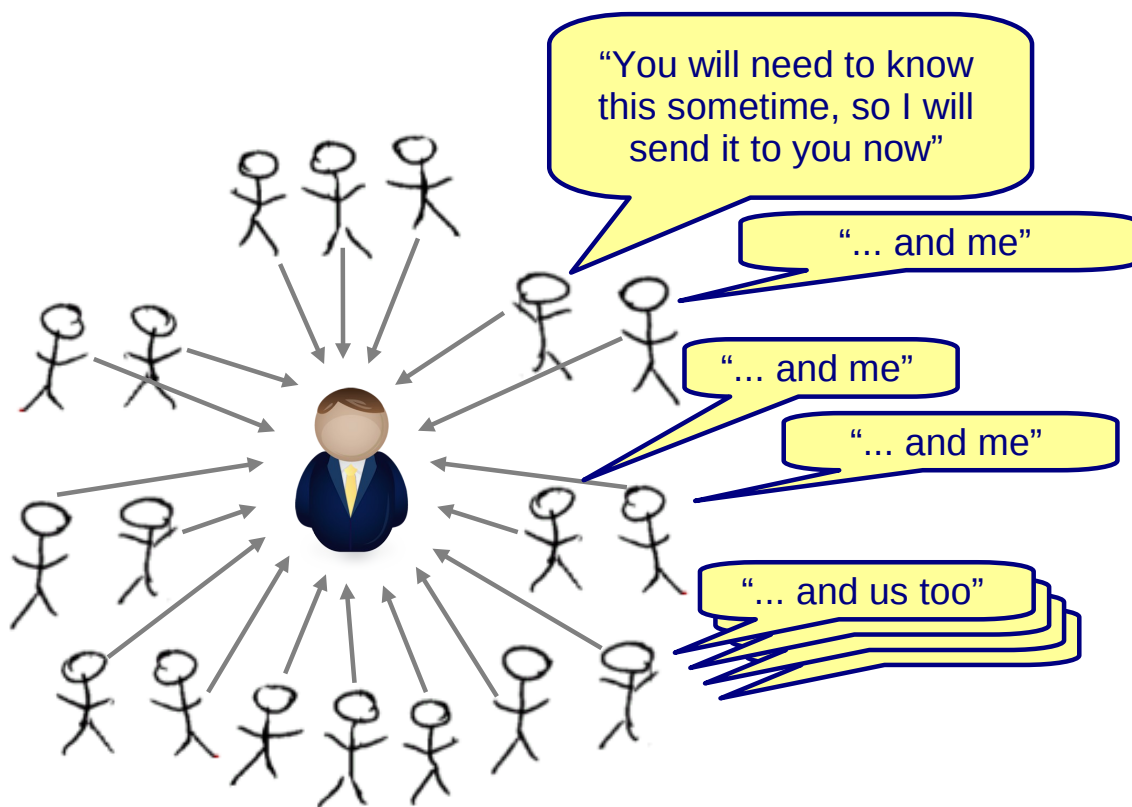 “You will need to know
this sometime, so I will
send it to you now”
“... and me”
“... and me”
“... and me”
“... and us too”